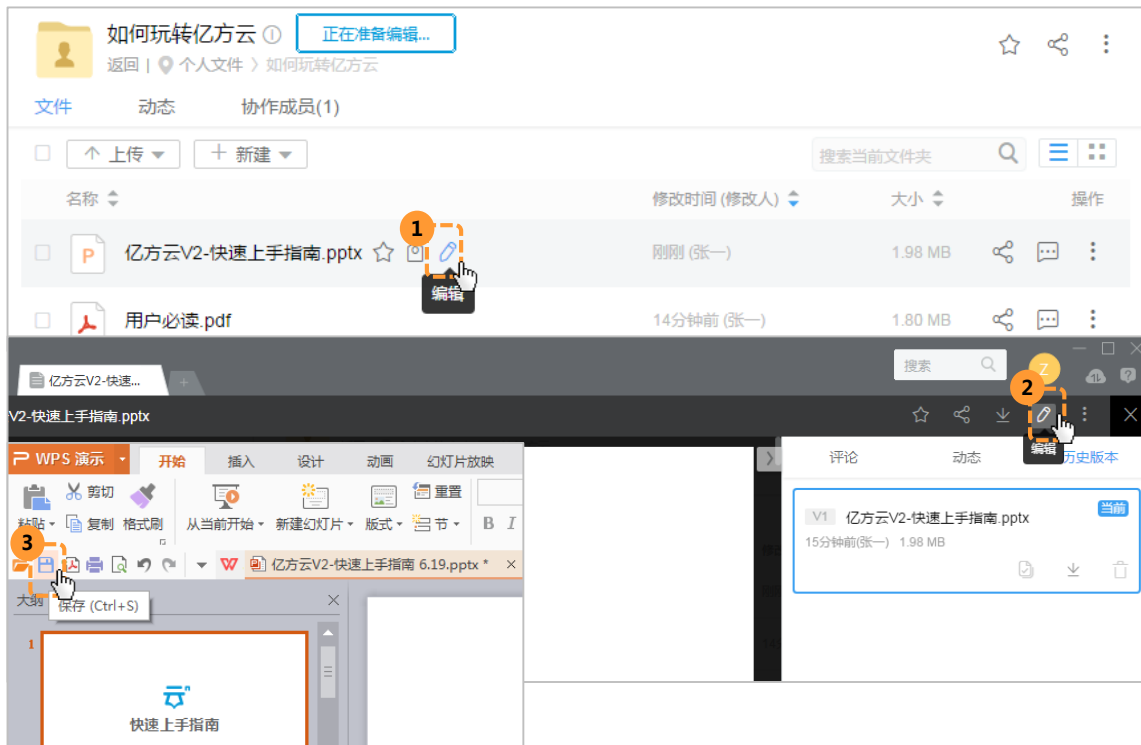 如何玩转亿方云 正在准备编辑...
返回 | 个人文件 〉如何玩转亿方云
文件 动态 协作成员(1)
上传 新建 搜索当前文件夹
名称 修改时间 (修改人) 大小 操作
1
亿方云V2-快速上手指南.pptx 刚刚 (张一) 1.98 MB
编辑
用户必读.pdf 14分钟前 (张一) 1.80 MB
亿方云V2-快速... 搜索 Z
2
V2-快速上手指南.pptx
编辑
WPS 演示 开始 插入 设计 动画 幻灯片放映 评论 动态 历史版本
剪切 重置
粘贴 复制 格式刷 从当前开始 新建幻灯片 版式 节 B I
V1 亿方云V2-快速上手指南.pptx 当前
15分钟前(张一) 1.98 MB
3
亿方云V2-快速上手指南 6.19.pptx * ×
大纲 保存 (Ctrl+S)
1
快速上手指南